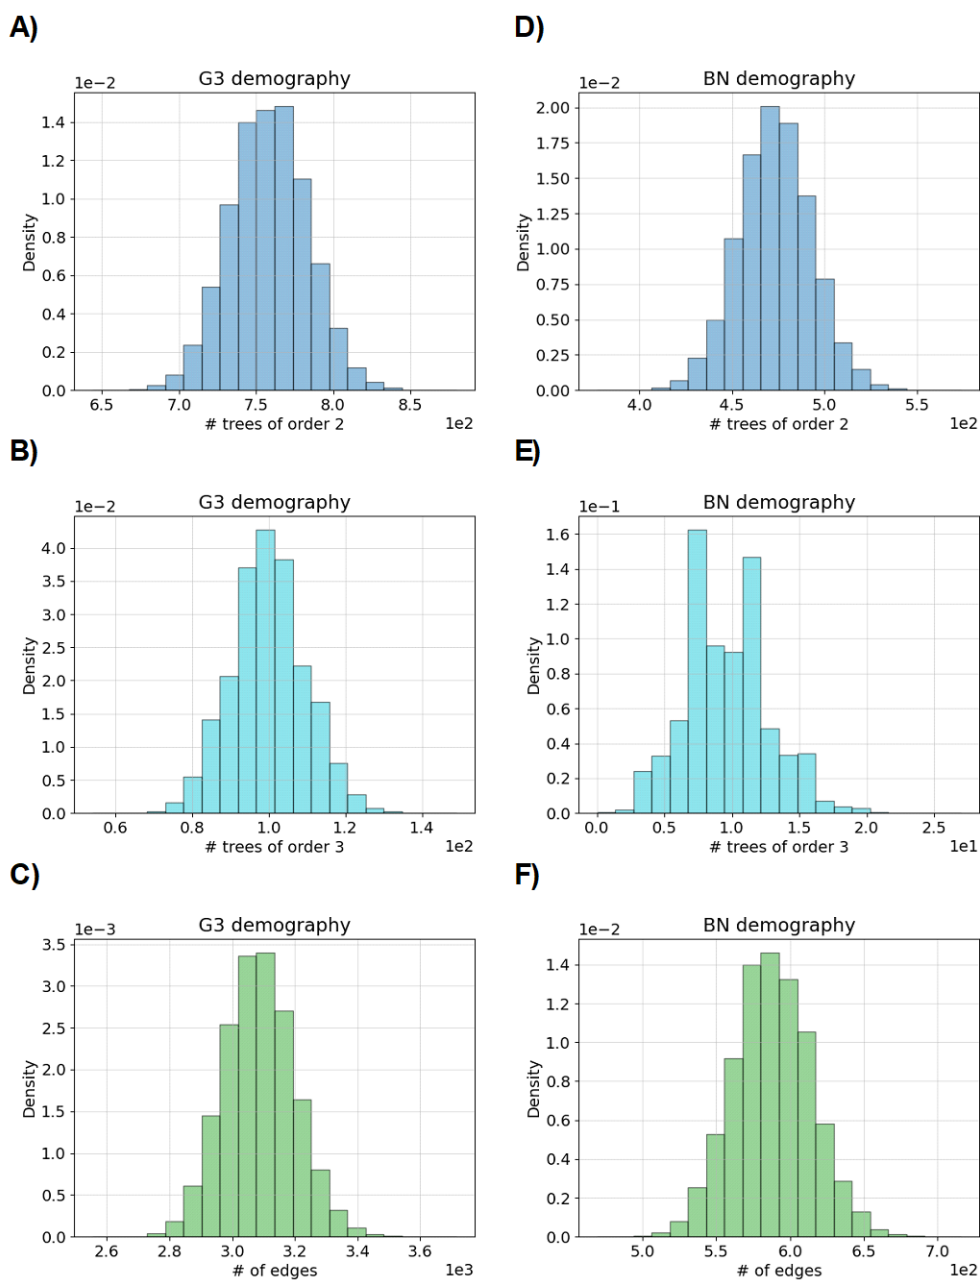 A)
G3 demography
1e−2
1.4
1.2
1.0
0.8
0.6
0.4
0.2
0.0
Density
6.5 7.0 7.5 8.0 8.5
1e2
# trees of order 2
D)
BN demography
1e−2
2.00
1.75
1.50
1.25
1.00
0.75
0.50
0.25
0.00
Density
4.0 4.5 5.0 5.5
1e2
# trees of order 2
B)
G3 demography
1e−2
4.0
3.5
3.0
2.5
2.0
1.5
1.0
0.5
0.0
Density
0.6 0.8 1.0 1.2 1.4
1e2
# trees of order 3
E)
BN demography
1e−1
1.6
1.4
1.2
1.0
0.8
0.6
0.4
0.2
0.0
Density
0.0 0.5 1.0 1.5 2.0 2.5
1e1
# trees of order 3
C)
G3 demography
1e−3
3.5
3.0
2.5
2.0
1.5
1.0
0.5
0.0
Density
2.6 2.8 3.0 3.2 3.4 3.6
1e3
# of edges
F)
BN demography
1e−2
1.4
1.2
1.0
0.8
0.6
0.4
0.2
0.0
Density
5.0 5.5 6.0 6.5 7.0
1e2
# of edges